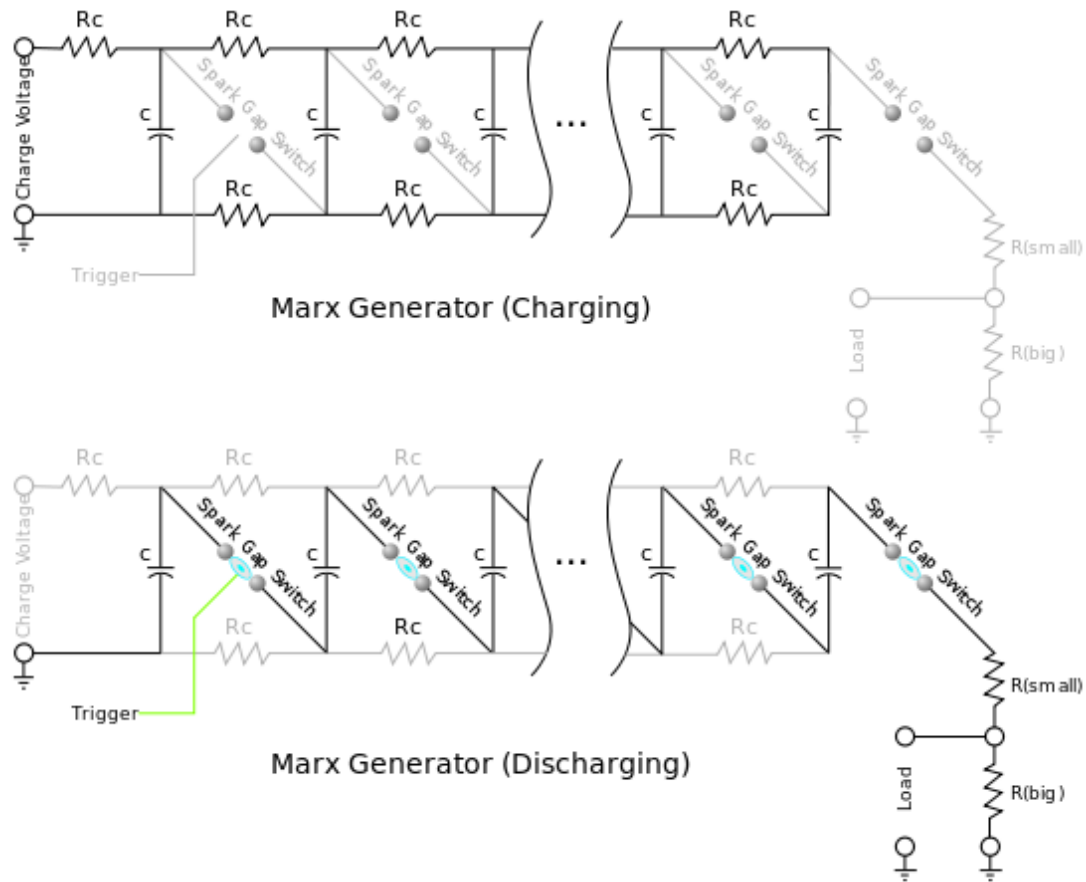 Rc Rc Rc Rc
Charge Voltage
c Spark Gap Switch c Spark Gap Switch c ... c Spark Gap Switch c Spark Gap Switch
Rc Rc Rc
Trigger
R(small)
Marx Generator (Charging)
Load
R(big)
Rc Rc Rc Rc
Charge Voltage
c Spark Gap Switch c Spark Gap Switch c ... c Spark Gap Switch c Spark Gap Switch
Rc Rc Rc
Trigger
R(small)
Marx Generator (Discharging)
Load
R(big)